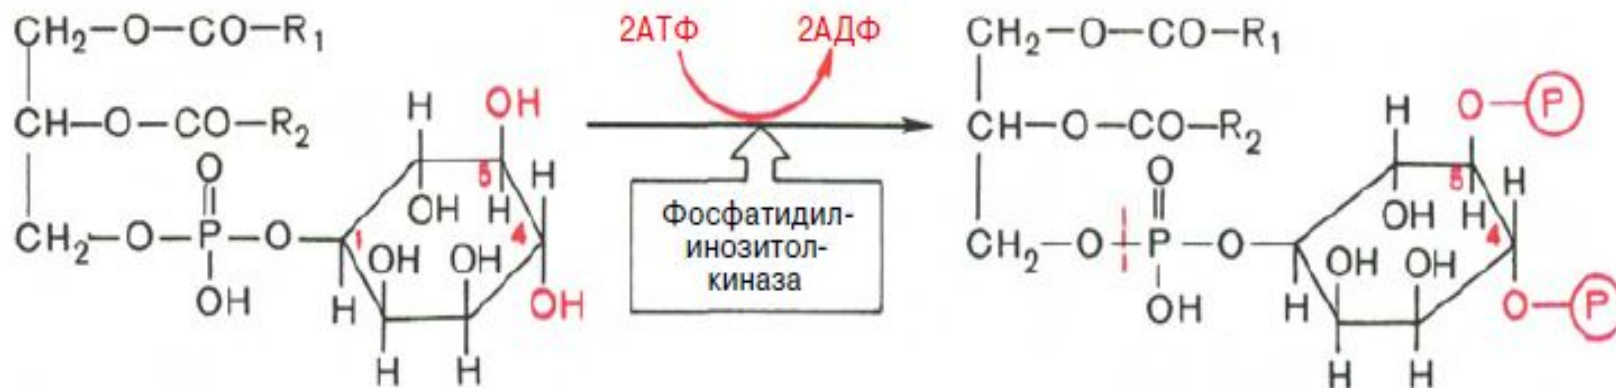 CH₂—O—CO—R₁
CH—O—CO—R₂
CH₂—O—P—O
O
OH
1
H
OH
H
OH
H
H
OH
5
H
OH
H
4
OH
2АТФ 2АДФ
Фосфатидил-
инозитол-
киназа
CH₂—O—CO—R₁
CH—O—CO—R₂
CH₂—O—P—O
O
OH
H
OH
H
OH
H
H
OH
O—P
5
H
H
4
O—P